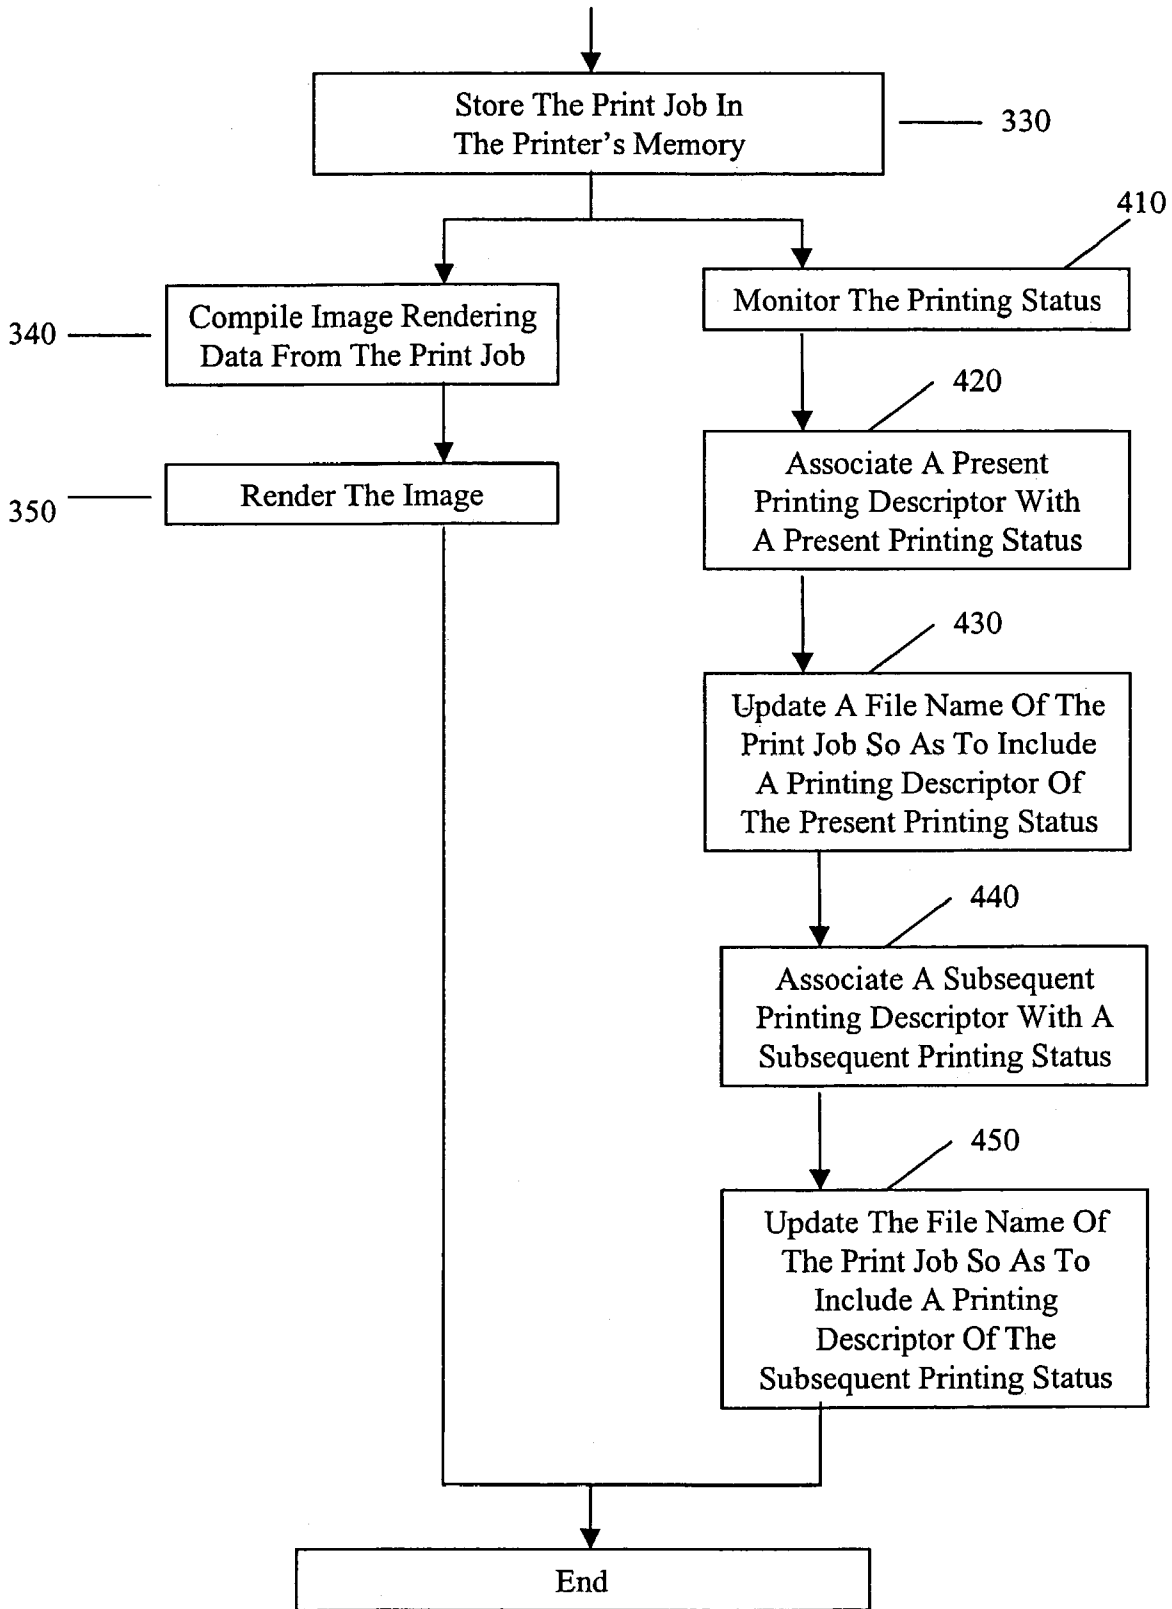 Store The Print Job In
The Printer's Memory
330
410
Compile Image Rendering
Data From The Print Job
340
Monitor The Printing Status
420
Associate A Present
Printing Descriptor With
A Present Printing Status
Render The Image
350
430
Update A File Name Of The
Print Job So As To Include
A Printing Descriptor Of
The Present Printing Status
440
Associate A Subsequent
Printing Descriptor With A
Subsequent Printing Status
450
Update The File Name Of
The Print Job So As To
Include A Printing
Descriptor Of The
Subsequent Printing Status
End